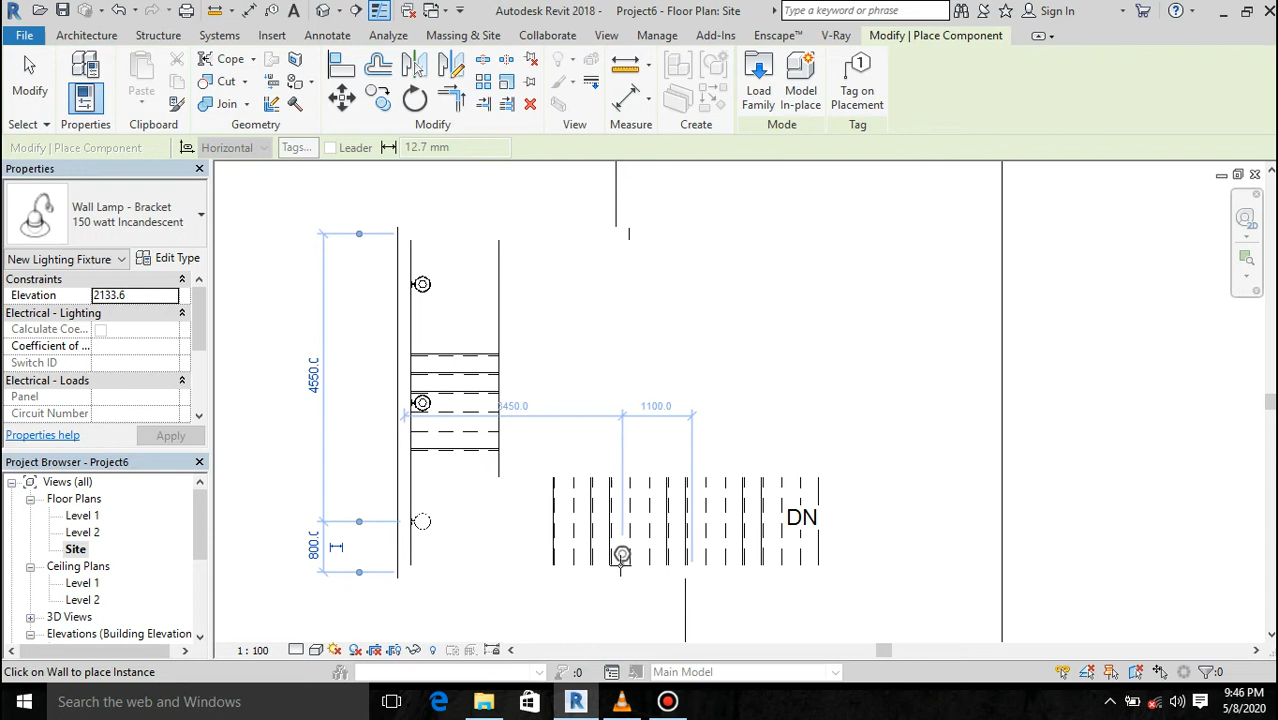 Autodesk Revit 2018 - Project6 - Floor Plan: Site
Type a keyword or phrase
Sign In
File
Architecture
Structure
Systems
Insert
Annotate
Analyze
Massing & Site
Collaborate
View
Manage
Add-Ins
Enscape™
V-Ray
Modify | Place Component
Modify
Paste
Cope
Cut
Join
Load
Family
Model
In-place
Tag on
Placement
Select
Properties
Clipboard
Geometry
Modify
View
Measure
Create
Mode
Tag
Modify | Place Component
Horizontal
Tags...
Leader
12.7 mm
Properties
Wall Lamp - Bracket
150 watt Incandescent
New Lighting Fixture
Edit Type
Constraints
Elevation
2133.6
Electrical - Lighting
Calculate Coe...
Coefficient of ...
Switch ID
Electrical - Loads
Panel
Circuit Number
Properties help
Apply
Project Browser - Project6
Views (all)
Floor Plans
Level 1
Level 2
Site
Ceiling Plans
Level 1
Level 2
3D Views
Elevations (Building Elevation)
4550.0
800.0
3450.0
1100.0
DN
2D
1 : 100
Click on Wall to place Instance
:0
Main Model
:0
Search the web and Windows
9:46 PM
5/8/2020